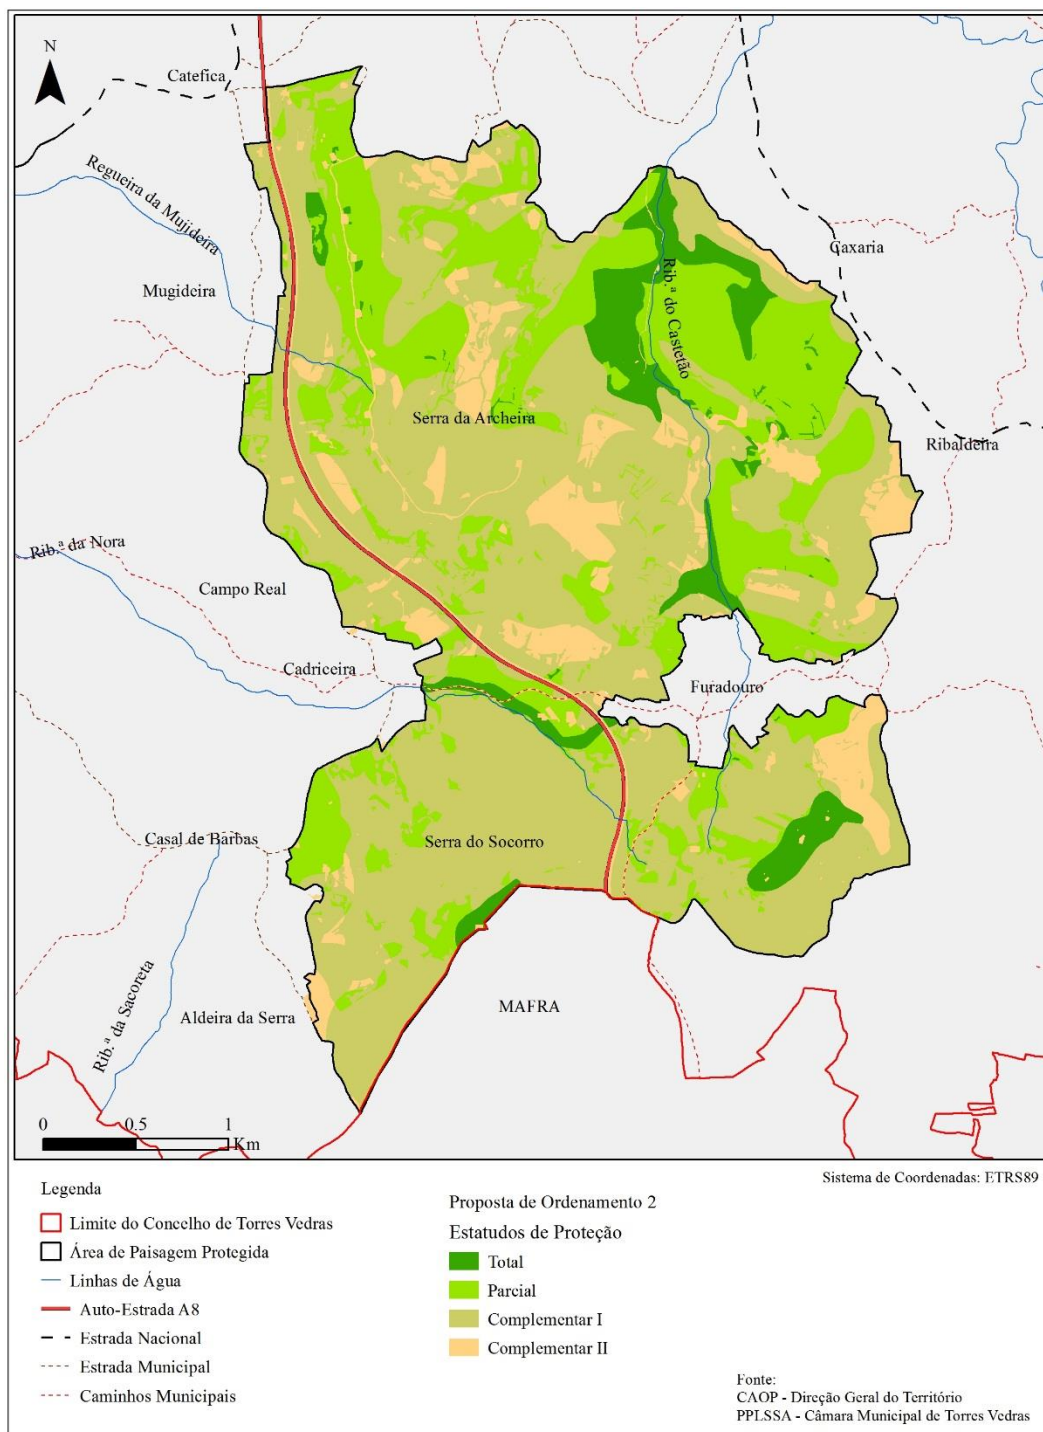 N
Catefica
Regueira da Mujideira
Mugideira
Caxaria
Rib.ª do Castetão
Serra da Archeira
Ribaldeira
Rib.ª da Nora
Campo Real
Cadriceira
Furadouro
Casal de Barbas
Serra do Socorro
Rib.ª da Sacoreta
Aldeira da Serra
MAFRA
0 0.5 1
Km
Sistema de Coordenadas: ETRS89
Legenda
Limite do Concelho de Torres Vedras
Área de Paisagem Protegida
Linhas de Água
Auto-Estrada A8
Estrada Nacional
Estrada Municipal
Caminhos Municipais
Proposta de Ordenamento 2
Estatudos de Proteção
Total
Parcial
Complementar I
Complementar II
Fonte:
CAOP - Direção Geral do Território
PPLSSA - Câmara Municipal de Torres Vedras